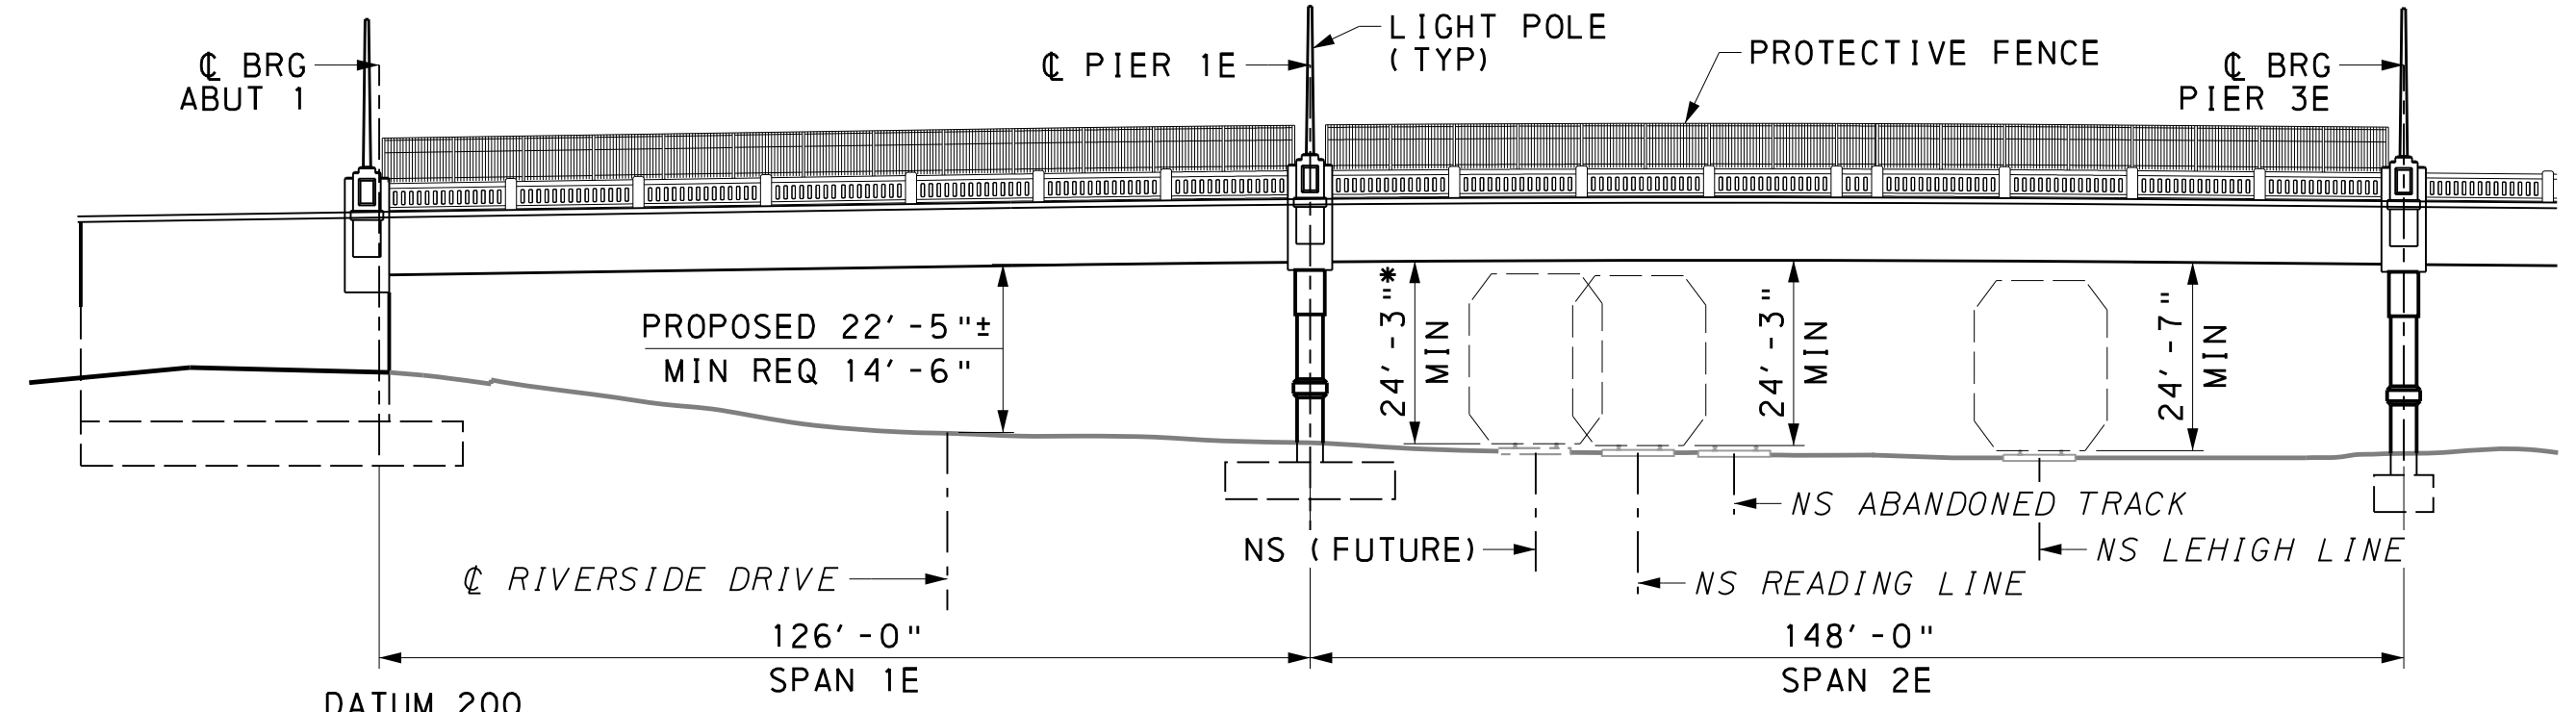 ℄ BRG
ABUT 1
℄ PIER 1E
LIGHT POLE
(TYP)
PROTECTIVE FENCE
℄ BRG
PIER 3E
PROPOSED 22'-5"±
MIN REQ 14'-6"
24'-3"*
MIN
24'-3"
MIN
24'-7"
MIN
NS ABANDONED TRACK
NS (FUTURE)
NS LEHIGH LINE
℄ RIVERSIDE DRIVE
NS READING LINE
126'-0"
SPAN 1E
148'-0"
SPAN 2E
DATUM 200